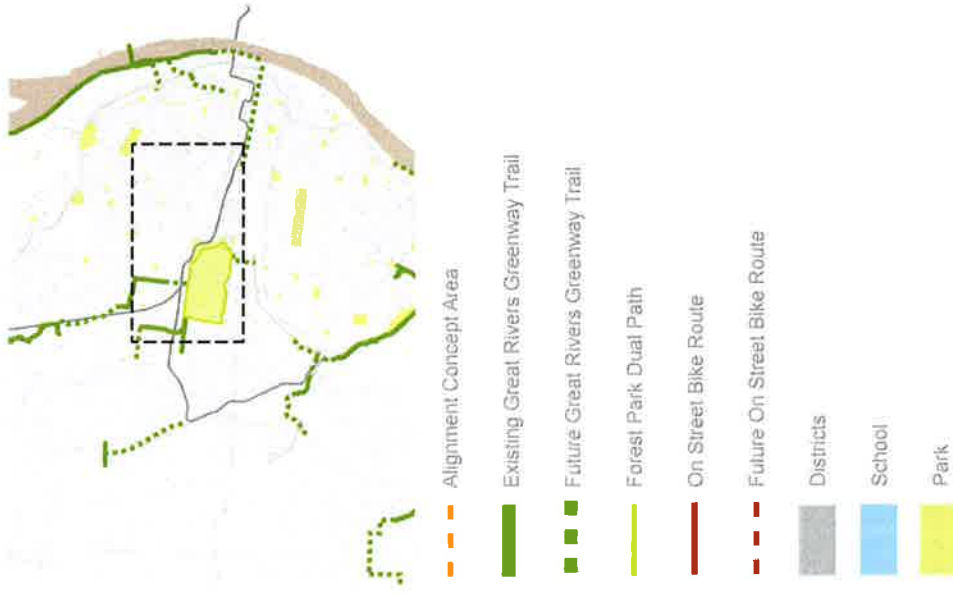 Alignment Concept Area
Existing Great Rivers Greenway Trail
Future Great Rivers Greenway Trail
Forest Park Dual Path
On Street Bike Route
Future On Street Bike Route
Districts
School
Park